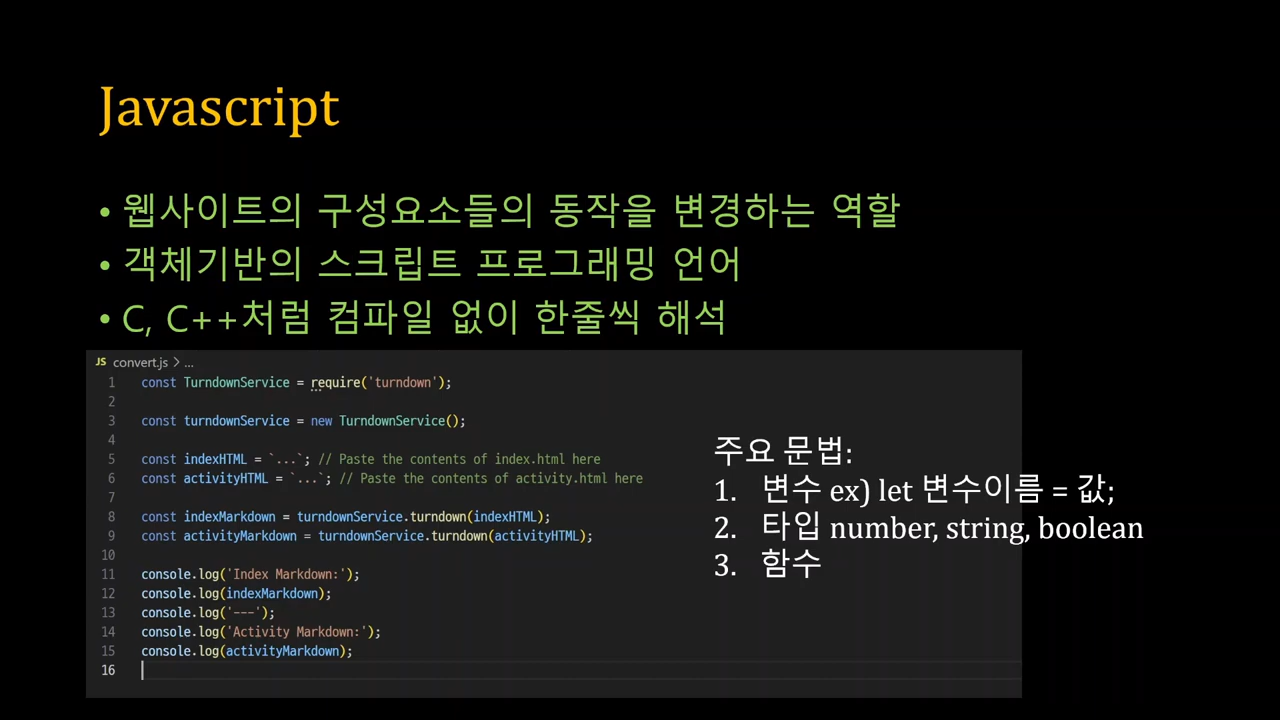 Javascript
• 웹사이트의 구성요소들의 동작을 변경하는 역할
• 객체기반의 스크립트 프로그래밍 언어
• C, C++처럼 컴파일 없이 한줄씩 해석
JS convert.js > ...
1 const TurndownService = require('turndown');
2
3 const turndownService = new TurndownService();
4
5 const indexHTML = `...`; // Paste the contents of index.html here
6 const activityHTML = `...`; // Paste the contents of activity.html here
7
8 const indexMarkdown = turndownService.turndown(indexHTML);
9 const activityMarkdown = turndownService.turndown(activityHTML);
10
11 console.log('Index Markdown:');
12 console.log(indexMarkdown);
13 console.log('---');
14 console.log('Activity Markdown:');
15 console.log(activityMarkdown);
16
주요 문법:
1. 변수 ex) let 변수이름 = 값;
2. 타입 number, string, boolean
3. 함수